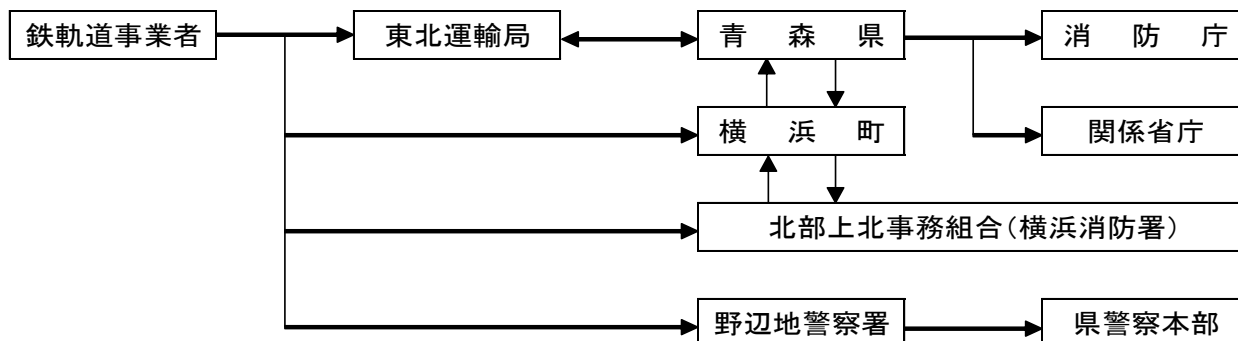 鉄軌道事業者
東北運輸局
青森県
消防庁
横浜町
関係省庁
北部上北事務組合（横浜消防署）
野辺地警察署
県警察本部